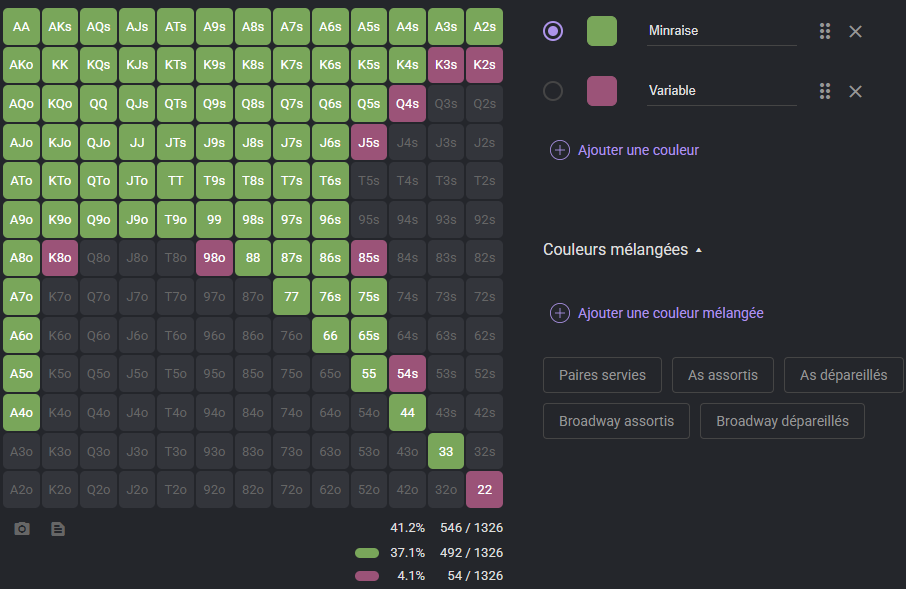 AA AKs AQs AJs ATs A9s A8s A7s A6s A5s A4s A3s A2s
AKo KK KQs KJs KTs K9s K8s K7s K6s K5s K4s K3s K2s
AQo KQo QQ QJs QTs Q9s Q8s Q7s Q6s Q5s Q4s Q3s Q2s
AJo KJo QJo JJ JTs J9s J8s J7s J6s J5s J4s J3s J2s
ATo KTo QTo JTo TT T9s T8s T7s T6s T5s T4s T3s T2s
A9o K9o Q9o J9o T9o 99 98s 97s 96s 95s 94s 93s 92s
A8o K8o Q8o J8o T8o 98o 88 87s 86s 85s 84s 83s 82s
A7o K7o Q7o J7o T7o 97o 87o 77 76s 75s 74s 73s 72s
A6o K6o Q6o J6o T6o 96o 86o 76o 66 65s 64s 63s 62s
A5o K5o Q5o J5o T5o 95o 85o 75o 65o 55 54s 53s 52s
A4o K4o Q4o J4o T4o 94o 84o 74o 64o 54o 44 43s 42s
A3o K3o Q3o J3o T3o 93o 83o 73o 63o 53o 43o 33 32s
A2o K2o Q2o J2o T2o 92o 82o 72o 62o 52o 42o 32o 22
41.2% 546 / 1326
37.1% 492 / 1326
4.1% 54 / 1326
Minraise
Variable
Ajouter une couleur
Couleurs mélangées
Ajouter une couleur mélangée
Paires servies As assortis As dépareillés
Broadway assortis Broadway dépareillés